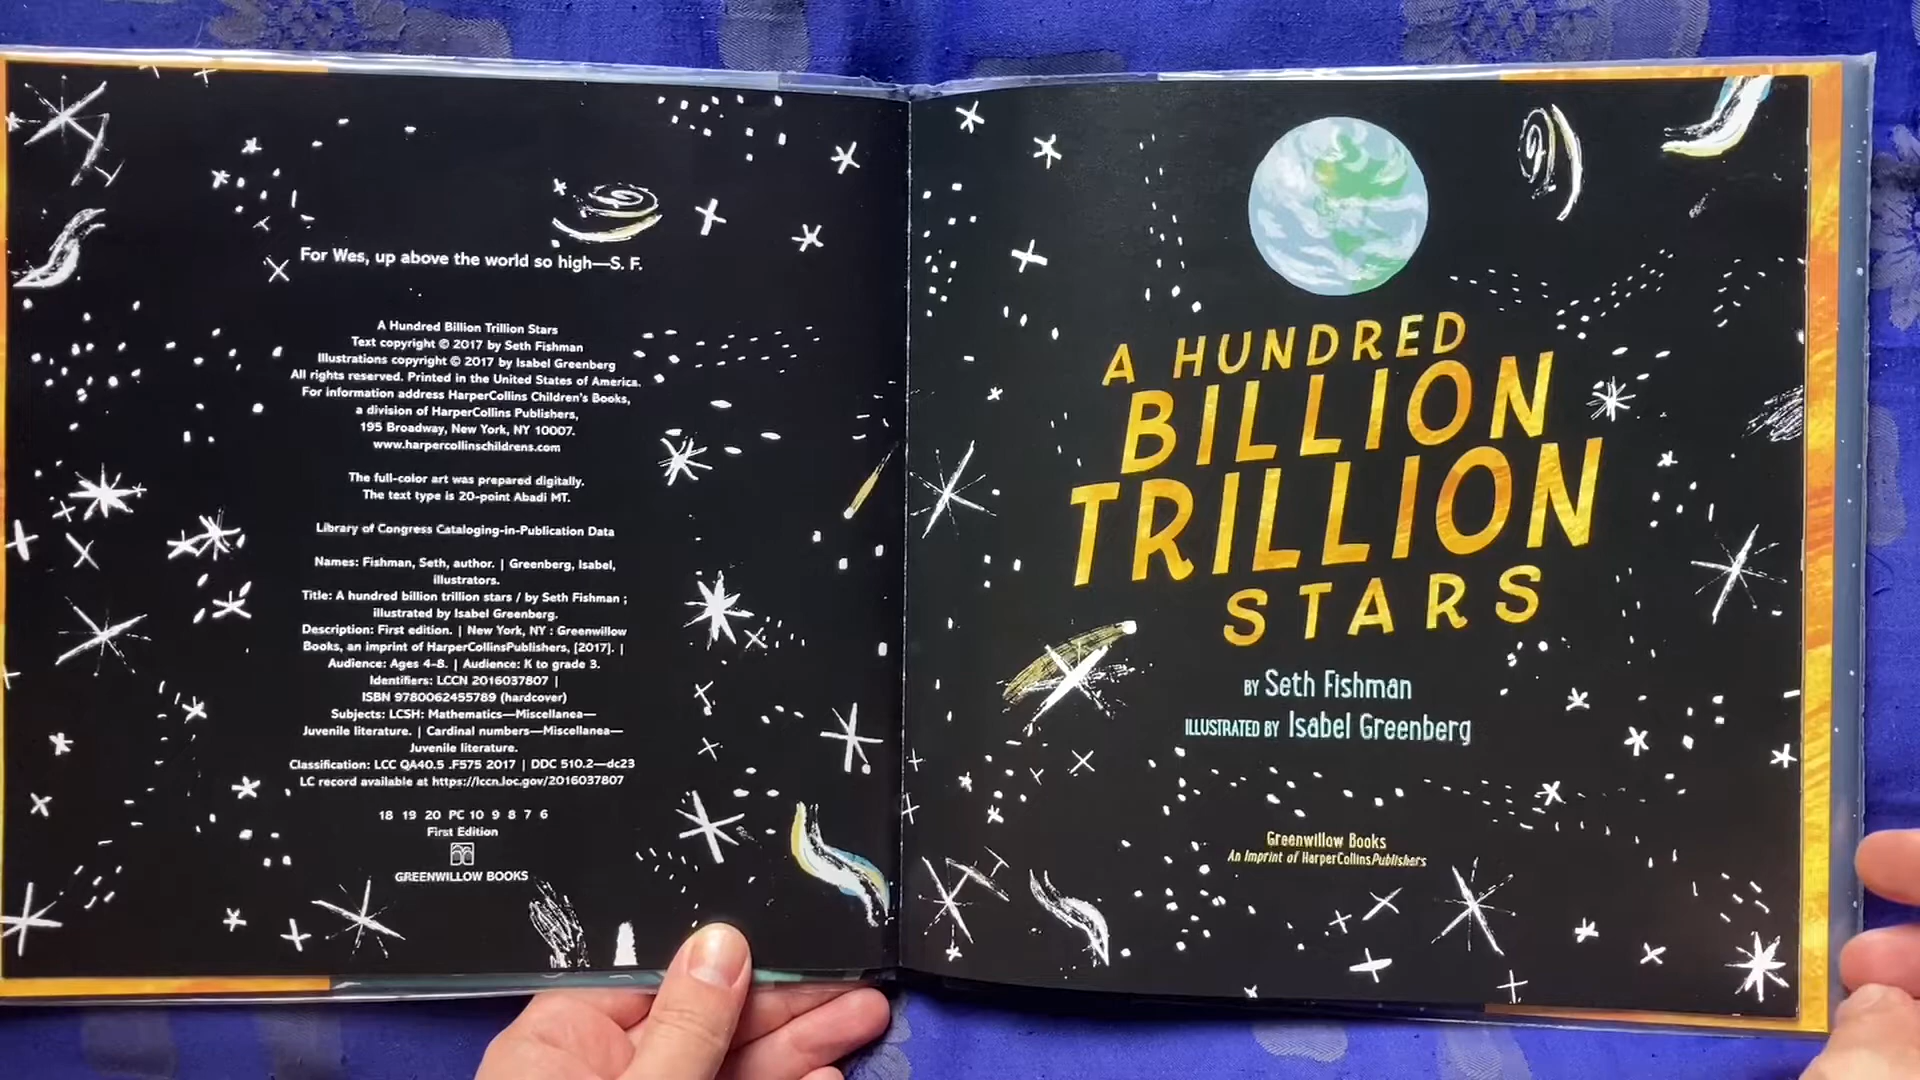 For Wes, up above the world so high—S. F.
A Hundred Billion Trillion Stars
Text copyright © 2017 by Seth Fishman
Illustrations copyright © 2017 by Isabel Greenberg
All rights reserved. Printed in the United States of America.
For information address HarperCollins Children's Books,
a division of HarperCollins Publishers,
195 Broadway, New York, NY 10007.
www.harpercollinschildrens.com
The full-color art was prepared digitally.
The text type is 20-point Abadi MT.
Library of Congress Cataloging-in-Publication Data
Names: Fishman, Seth, author. | Greenberg, Isabel,
illustrators.
Title: A hundred billion trillion stars / by Seth Fishman ;
illustrated by Isabel Greenberg.
Description: First edition. | New York, NY : Greenwillow
Books, an imprint of HarperCollinsPublishers, [2017]. |
Audience: Ages 4–8. | Audience: K to grade 3.
Identifiers: LCCN 2016037807 |
ISBN 9780062455789 (hardcover)
Subjects: LCSH: Mathematics—Miscellanea—
Juvenile literature. | Cardinal numbers—Miscellanea—
Juvenile literature.
Classification: LCC QA40.5 .F575 2017 | DDC 510.2—dc23
LC record available at https://lccn.loc.gov/2016037807
18 19 20 PC 10 9 8 7 6
First Edition
GREENWILLOW BOOKS
A HUNDRED
BILLION
TRILLION
STARS
BY Seth Fishman
ILLUSTRATED BY Isabel Greenberg
Greenwillow Books
An Imprint of HarperCollinsPublishers